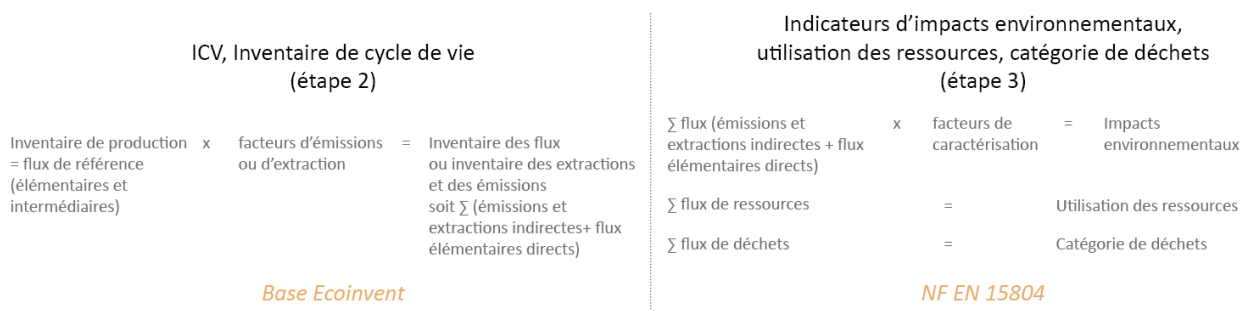 ICV, Inventaire de cycle de vie
(étape 2)
Inventaire de production x facteurs d'émissions = Inventaire des flux
= flux de référence ou d'extraction ou inventaire des extractions
(élémentaires et et des émissions
intermédiaires) soit ∑ (émissions et
extractions indirectes+ flux
élémentaires directs)
Base Ecoinvent
Indicateurs d'impacts environnementaux,
utilisation des ressources, catégorie de déchets
(étape 3)
∑ flux (émissions et x facteurs de = Impacts
extractions indirectes + flux caractérisation environnementaux
élémentaires directs)
∑ flux de ressources = Utilisation des ressources
∑ flux de déchets = Catégorie de déchets
NF EN 15804